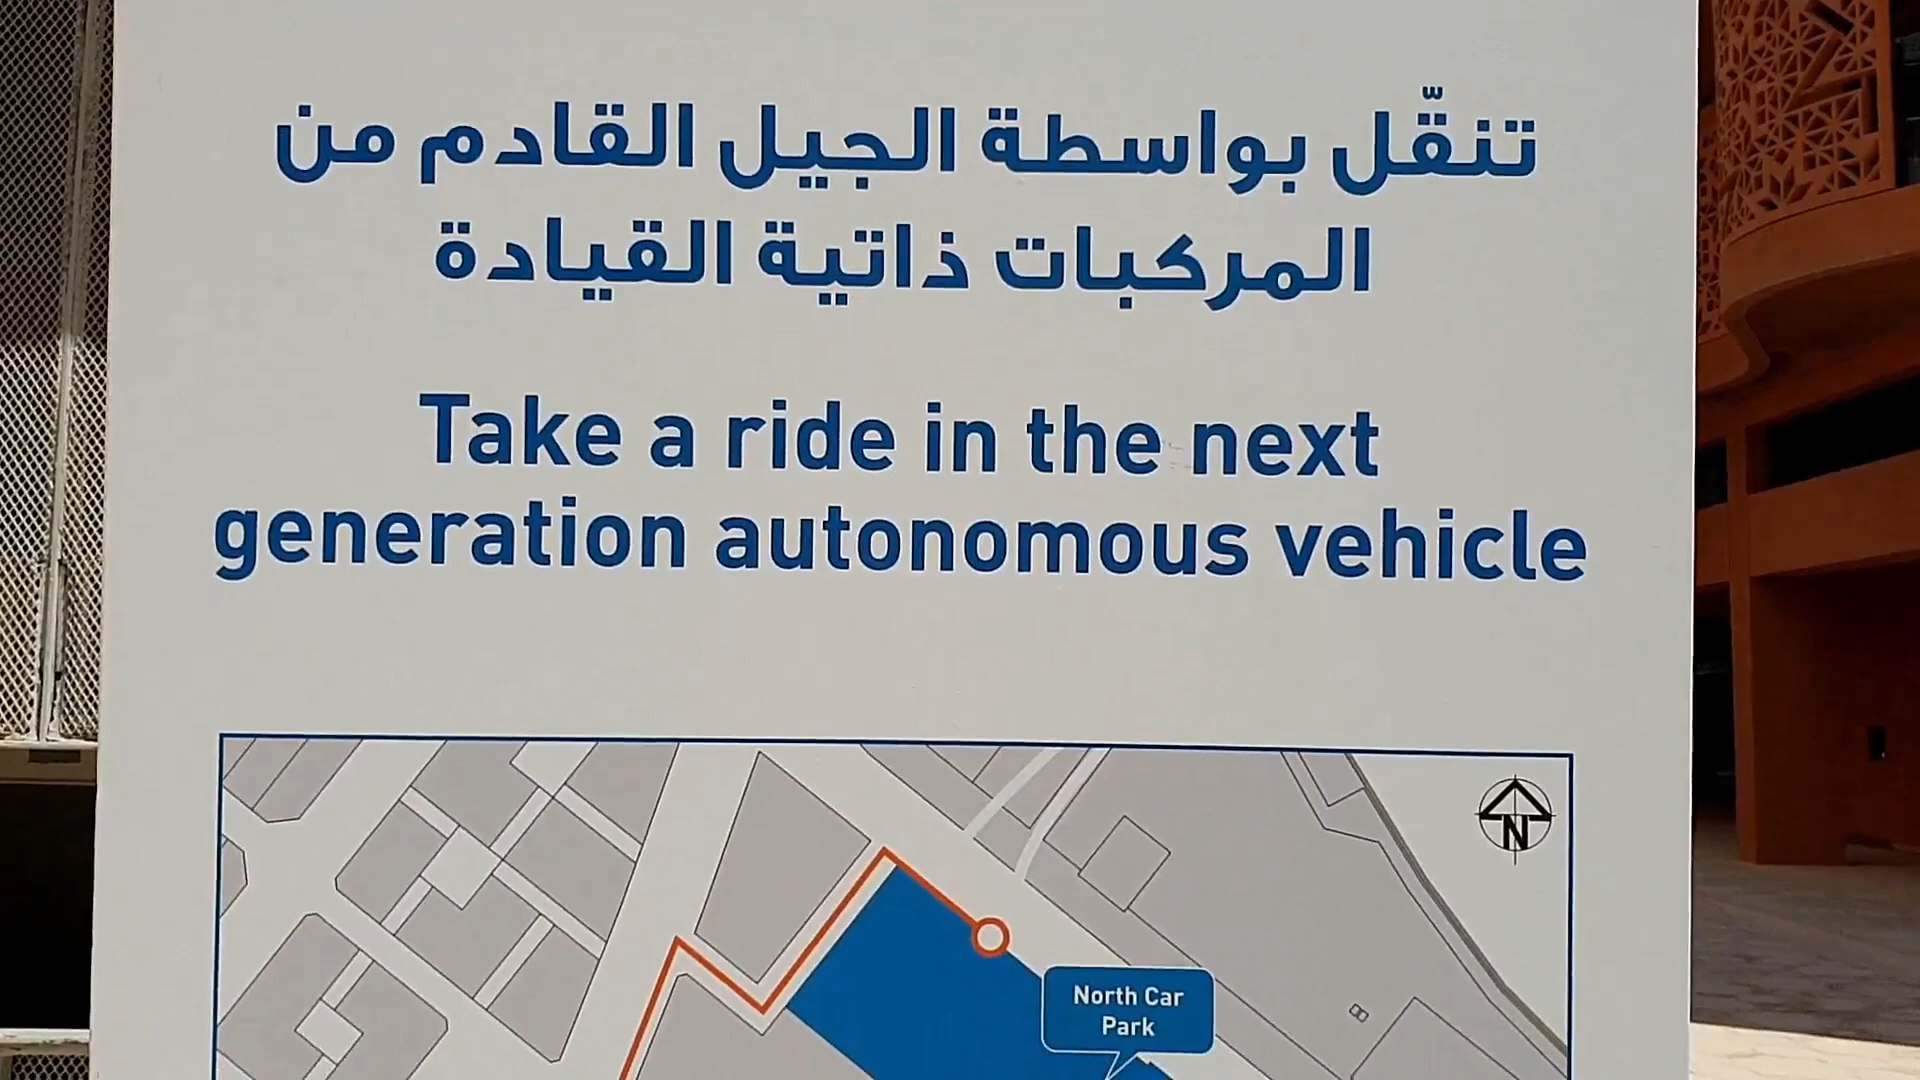 تنقّل بواسطة الجيل القادم من
المركبات ذاتية القيادة
Take a ride in the next
generation autonomous vehicle
N
North Car
Park